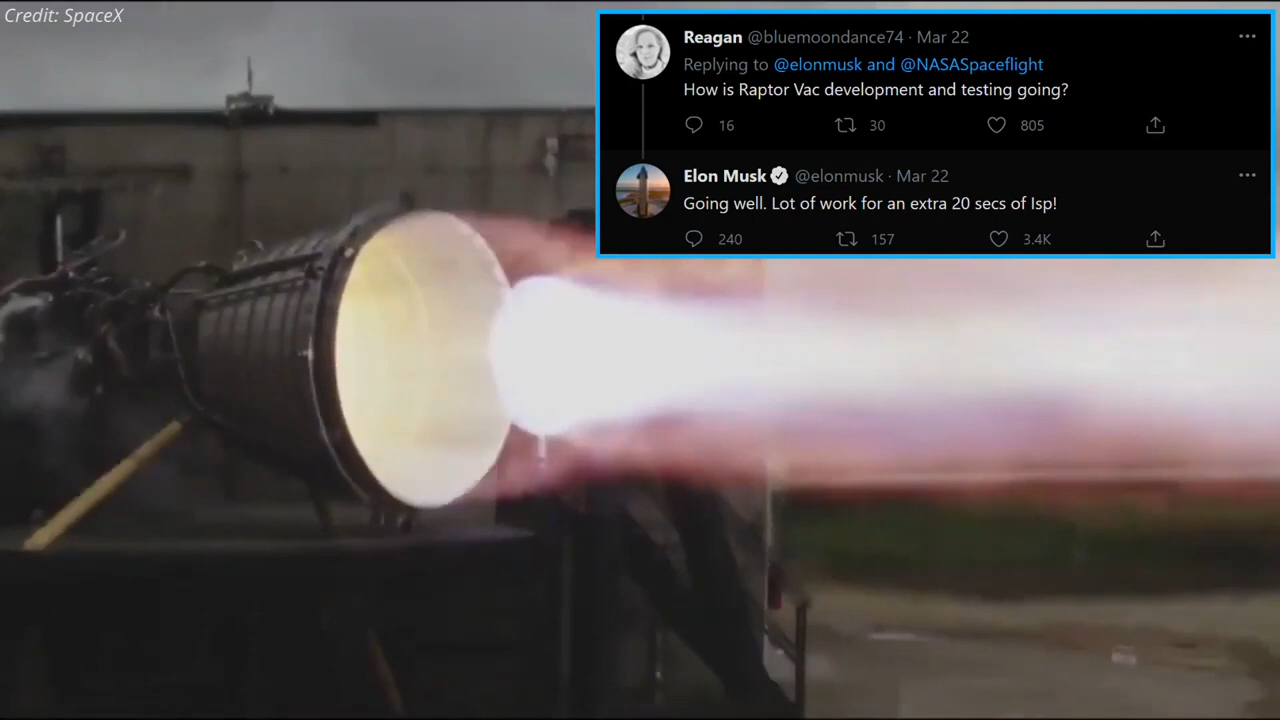 Credit: SpaceX
Reagan @bluemoondance74 · Mar 22
Replying to @elonmusk and @NASASpaceflight
How is Raptor Vac development and testing going?
16 30 805
Elon Musk @elonmusk · Mar 22
Going well. Lot of work for an extra 20 secs of Isp!
240 157 3.4K